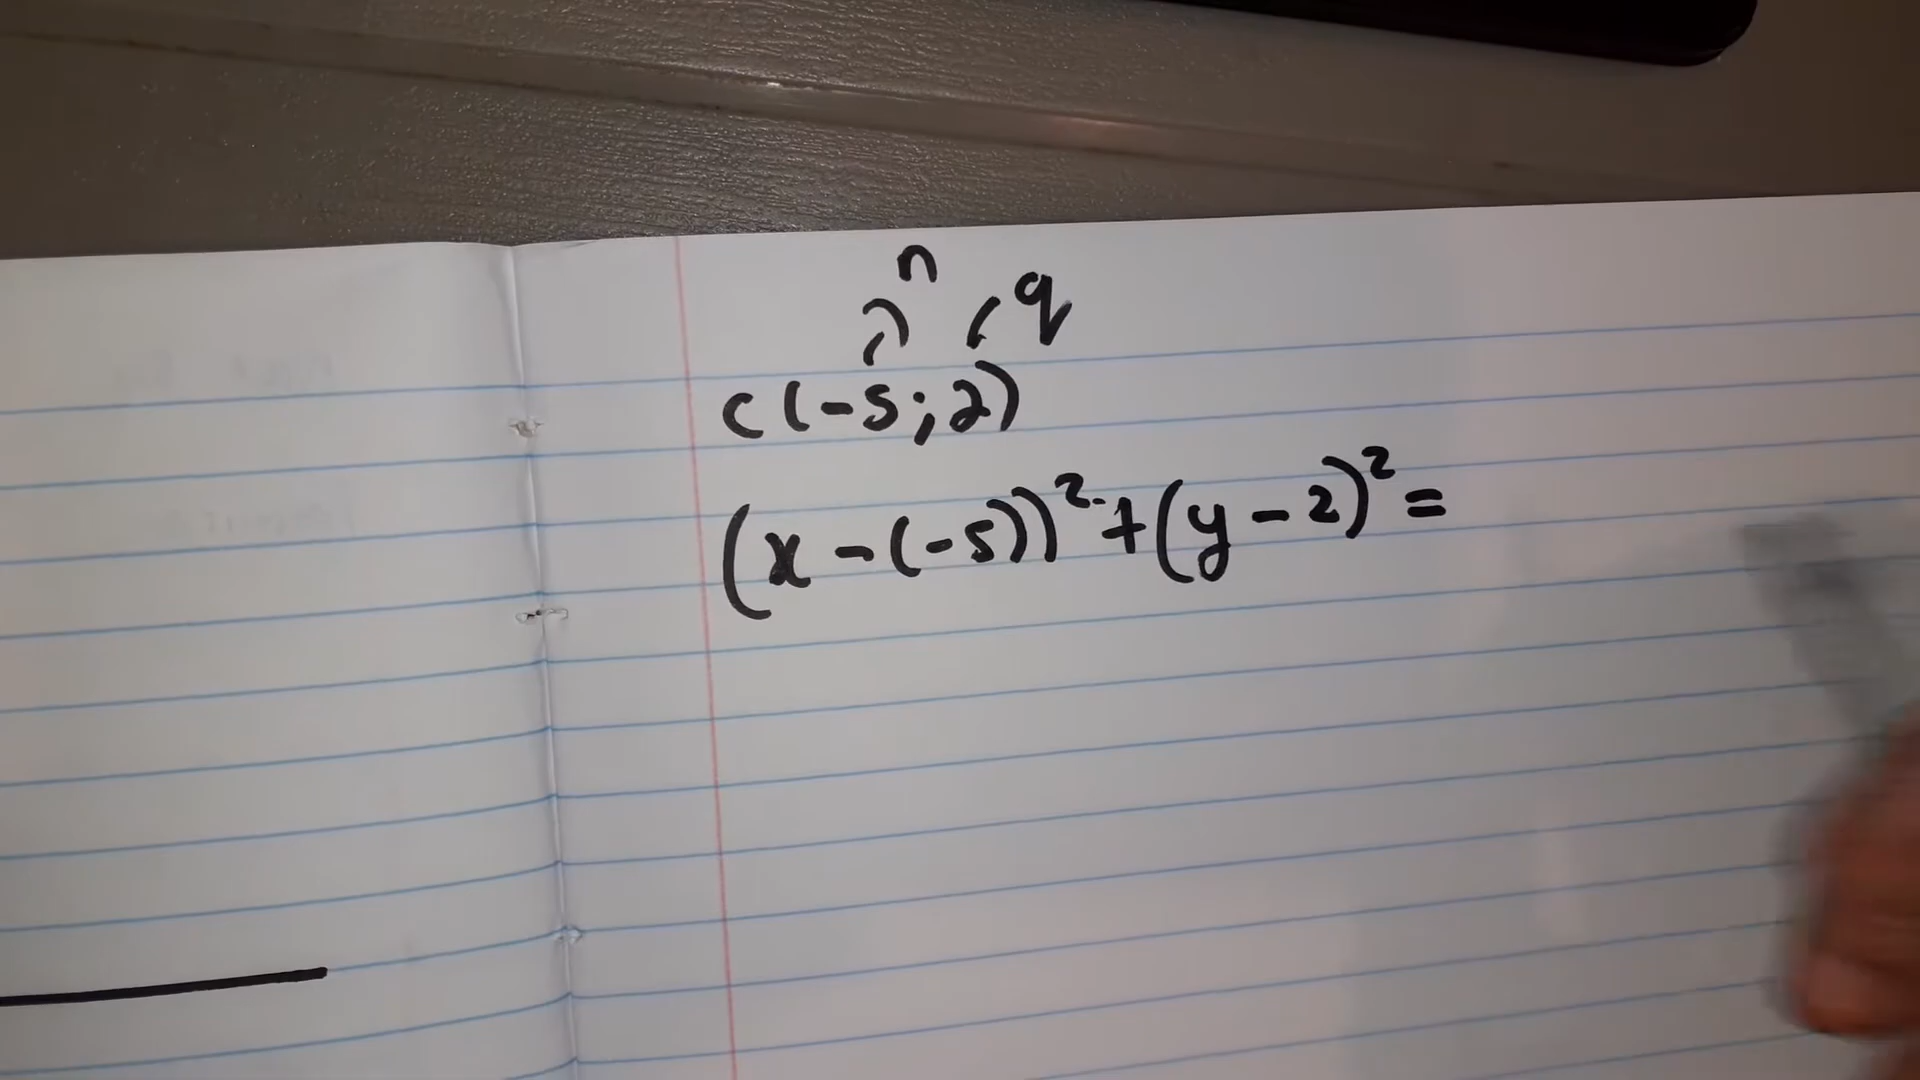 n q
C(-5;2)
(x-(-5))²+(y-2)²=